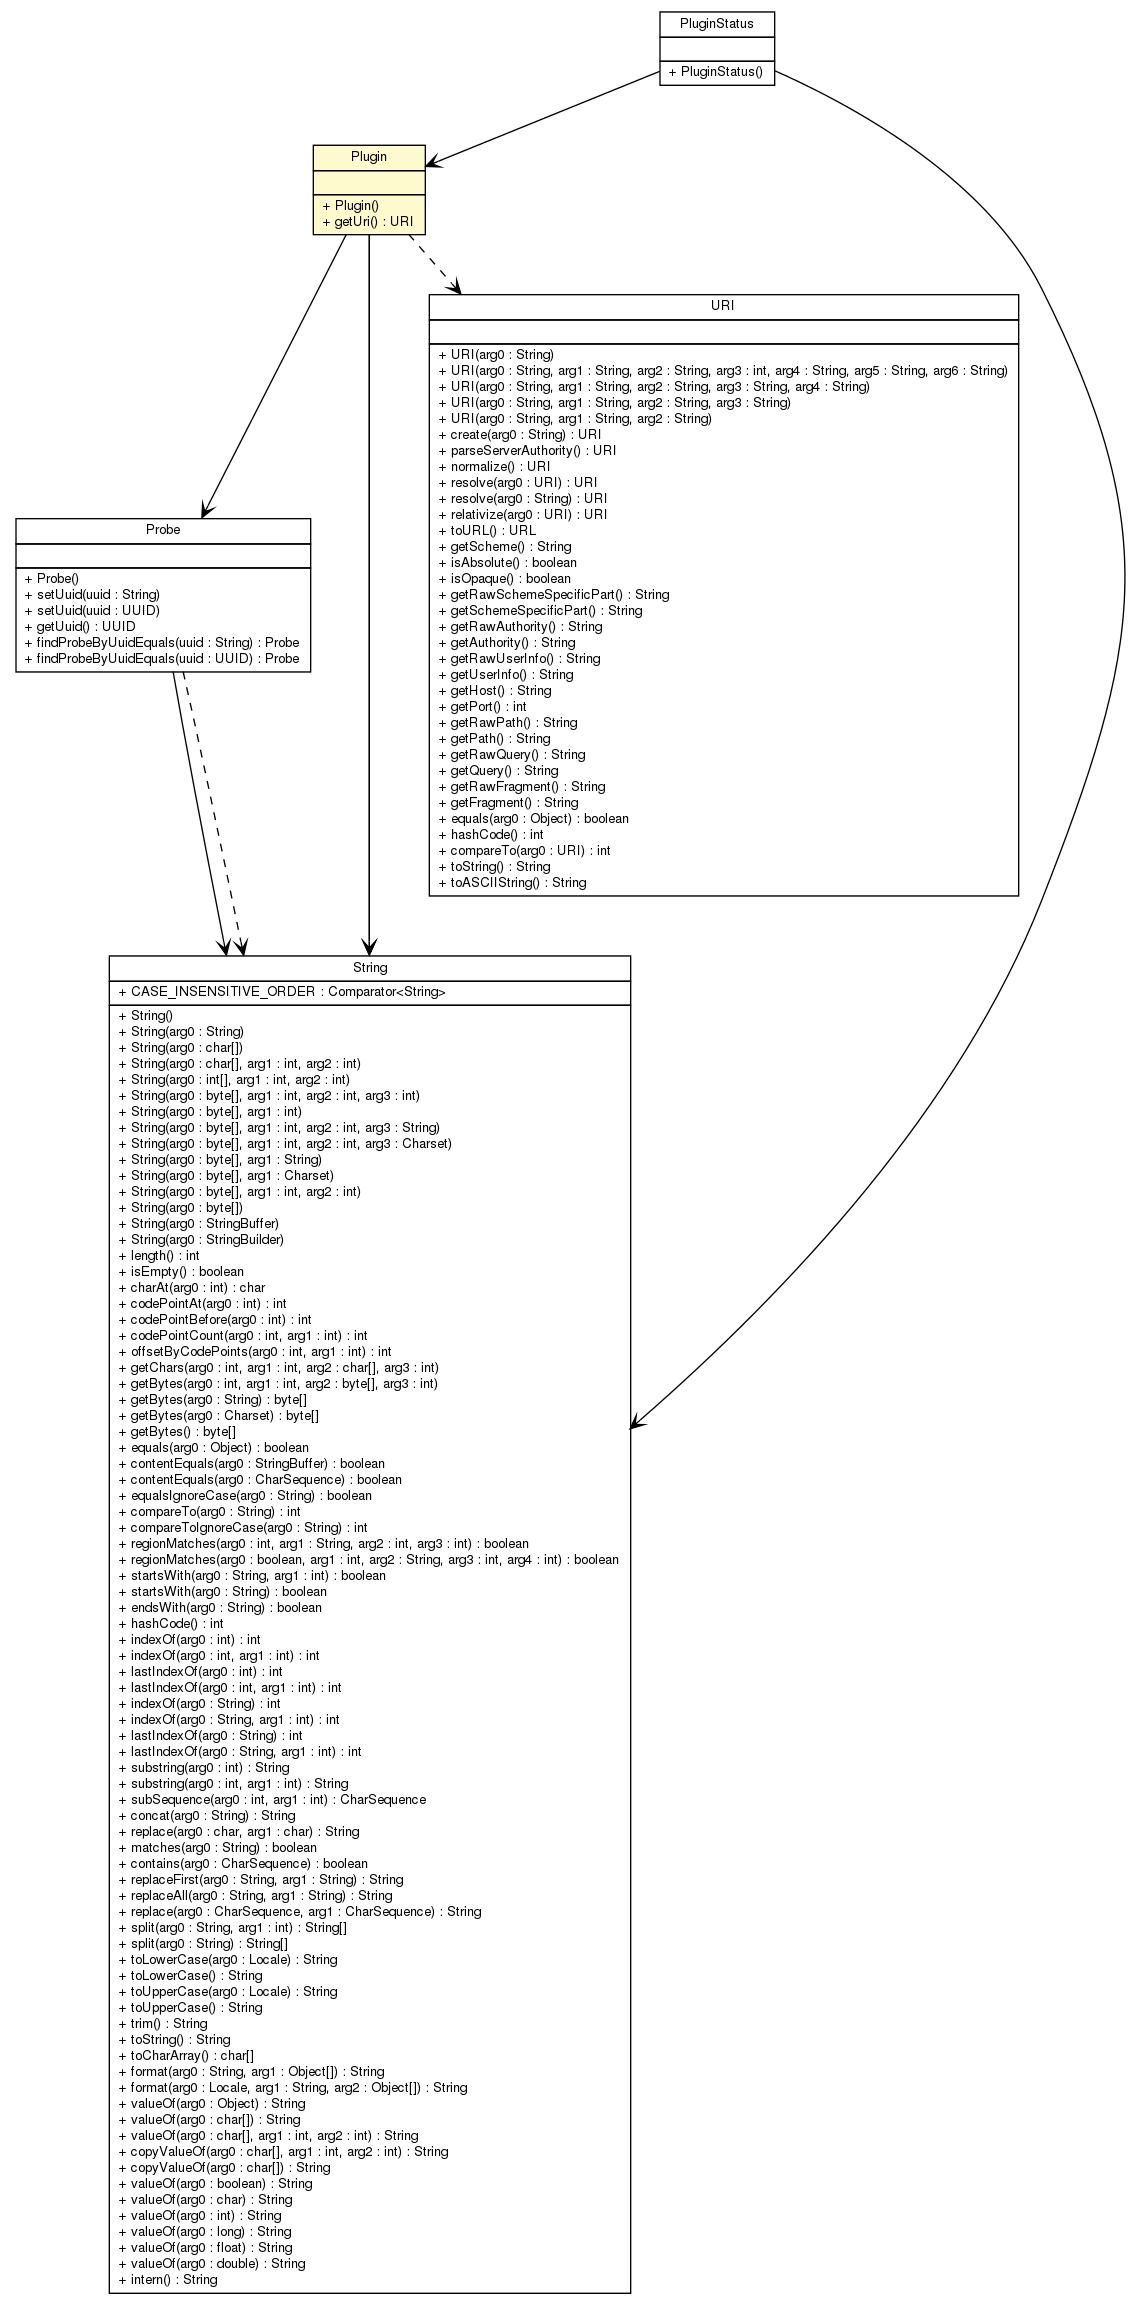 PluginStatus
+ PluginStatus()
Plugin
+ Plugin()
+ getUri() : URI
URI
+ URI(arg0 : String)
+ URI(arg0 : String, arg1 : String, arg2 : String, arg3 : int, arg4 : String, arg5 : String, arg6 : String)
+ URI(arg0 : String, arg1 : String, arg2 : String, arg3 : String, arg4 : String)
+ URI(arg0 : String, arg1 : String, arg2 : String, arg3 : String)
+ URI(arg0 : String, arg1 : String, arg2 : String)
+ create(arg0 : String) : URI
+ parseServerAuthority() : URI
+ normalize() : URI
+ resolve(arg0 : URI) : URI
+ resolve(arg0 : String) : URI
+ relativize(arg0 : URI) : URI
+ toURL() : URL
+ getScheme() : String
+ isAbsolute() : boolean
+ isOpaque() : boolean
+ getRawSchemeSpecificPart() : String
+ getSchemeSpecificPart() : String
+ getRawAuthority() : String
+ getAuthority() : String
+ getRawUserInfo() : String
+ getUserInfo() : String
+ getHost() : String
+ getPort() : int
+ getRawPath() : String
+ getPath() : String
+ getRawQuery() : String
+ getQuery() : String
+ getRawFragment() : String
+ getFragment() : String
+ equals(arg0 : Object) : boolean
+ hashCode() : int
+ compareTo(arg0 : URI) : int
+ toString() : String
+ toASCIIString() : String
Probe
+ Probe()
+ setUuid(uuid : String)
+ setUuid(uuid : UUID)
+ getUuid() : UUID
+ findProbeByUuidEquals(uuid : String) : Probe
+ findProbeByUuidEquals(uuid : UUID) : Probe
String
+ CASE_INSENSITIVE_ORDER : Comparator<String>
+ String()
+ String(arg0 : String)
+ String(arg0 : char[])
+ String(arg0 : char[], arg1 : int, arg2 : int)
+ String(arg0 : int[], arg1 : int, arg2 : int)
+ String(arg0 : byte[], arg1 : int, arg2 : int, arg3 : int)
+ String(arg0 : byte[], arg1 : int)
+ String(arg0 : byte[], arg1 : int, arg2 : int, arg3 : String)
+ String(arg0 : byte[], arg1 : int, arg2 : int, arg3 : Charset)
+ String(arg0 : byte[], arg1 : String)
+ String(arg0 : byte[], arg1 : Charset)
+ String(arg0 : byte[], arg1 : int, arg2 : int)
+ String(arg0 : byte[])
+ String(arg0 : StringBuffer)
+ String(arg0 : StringBuilder)
+ length() : int
+ isEmpty() : boolean
+ charAt(arg0 : int) : char
+ codePointAt(arg0 : int) : int
+ codePointBefore(arg0 : int) : int
+ codePointCount(arg0 : int, arg1 : int) : int
+ offsetByCodePoints(arg0 : int, arg1 : int) : int
+ getChars(arg0 : int, arg1 : int, arg2 : char[], arg3 : int)
+ getBytes(arg0 : int, arg1 : int, arg2 : byte[], arg3 : int)
+ getBytes(arg0 : String) : byte[]
+ getBytes(arg0 : Charset) : byte[]
+ getBytes() : byte[]
+ equals(arg0 : Object) : boolean
+ contentEquals(arg0 : StringBuffer) : boolean
+ contentEquals(arg0 : CharSequence) : boolean
+ equalsIgnoreCase(arg0 : String) : boolean
+ compareTo(arg0 : String) : int
+ compareToIgnoreCase(arg0 : String) : int
+ regionMatches(arg0 : int, arg1 : String, arg2 : int, arg3 : int) : boolean
+ regionMatches(arg0 : boolean, arg1 : int, arg2 : String, arg3 : int, arg4 : int) : boolean
+ startsWith(arg0 : String, arg1 : int) : boolean
+ startsWith(arg0 : String) : boolean
+ endsWith(arg0 : String) : boolean
+ hashCode() : int
+ indexOf(arg0 : int) : int
+ indexOf(arg0 : int, arg1 : int) : int
+ lastIndexOf(arg0 : int) : int
+ lastIndexOf(arg0 : int, arg1 : int) : int
+ indexOf(arg0 : String) : int
+ indexOf(arg0 : String, arg1 : int) : int
+ lastIndexOf(arg0 : String) : int
+ lastIndexOf(arg0 : String, arg1 : int) : int
+ substring(arg0 : int) : String
+ substring(arg0 : int, arg1 : int) : String
+ subSequence(arg0 : int, arg1 : int) : CharSequence
+ concat(arg0 : String) : String
+ replace(arg0 : char, arg1 : char) : String
+ matches(arg0 : String) : boolean
+ contains(arg0 : CharSequence) : boolean
+ replaceFirst(arg0 : String, arg1 : String) : String
+ replaceAll(arg0 : String, arg1 : String) : String
+ replace(arg0 : CharSequence, arg1 : CharSequence) : String
+ split(arg0 : String, arg1 : int) : String[]
+ split(arg0 : String) : String[]
+ toLowerCase(arg0 : Locale) : String
+ toLowerCase() : String
+ toUpperCase(arg0 : Locale) : String
+ toUpperCase() : String
+ trim() : String
+ toString() : String
+ toCharArray() : char[]
+ format(arg0 : String, arg1 : Object[]) : String
+ format(arg0 : Locale, arg1 : String, arg2 : Object[]) : String
+ valueOf(arg0 : Object) : String
+ valueOf(arg0 : char[]) : String
+ valueOf(arg0 : char[], arg1 : int, arg2 : int) : String
+ copyValueOf(arg0 : char[], arg1 : int, arg2 : int) : String
+ copyValueOf(arg0 : char[]) : String
+ valueOf(arg0 : boolean) : String
+ valueOf(arg0 : char) : String
+ valueOf(arg0 : int) : String
+ valueOf(arg0 : long) : String
+ valueOf(arg0 : float) : String
+ valueOf(arg0 : double) : String
+ intern() : String